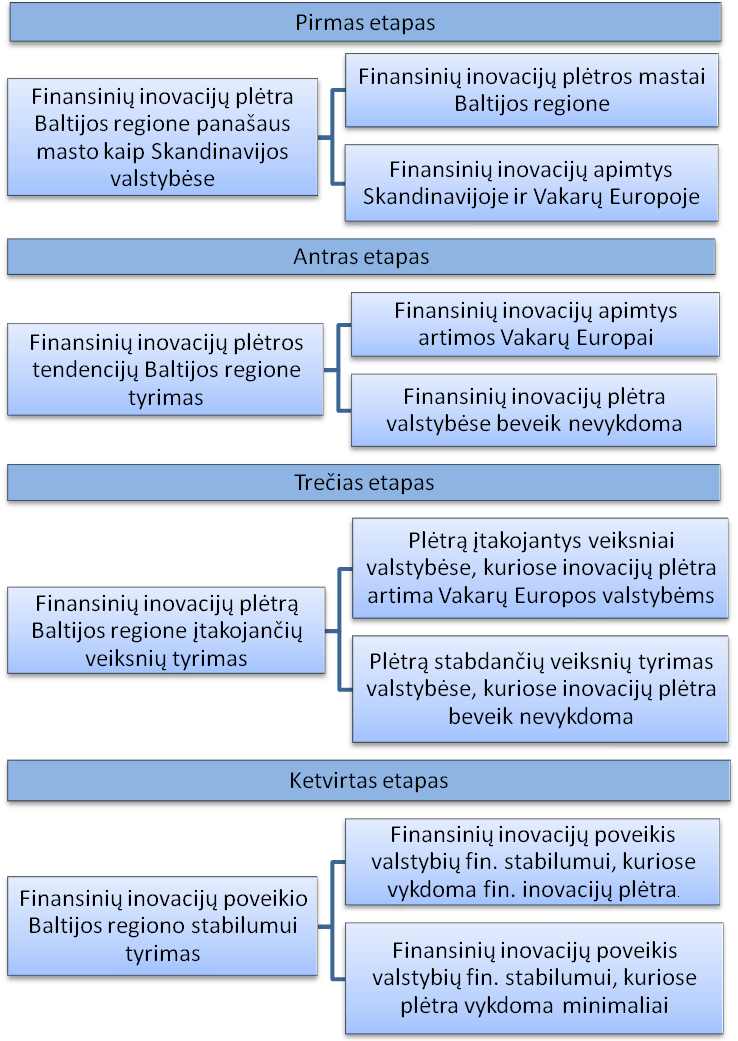 Pirmas etapas
Finansinių inovacijų plėtra
Baltijos regione panašaus
masto kaip Skandinavijos
valstybėse
Finansinių inovacijų plėtros mastai
Baltijos regione
Finansinių inovacijų apimtys
Skandinavijoje ir Vakarų Europoje
Antras etapas
Finansinių inovacijų plėtros
tendencijų Baltijos regione
tyrimas
Finansinių inovacijų apimtys
artimos Vakarų Europai
Finansinių inovacijų plėtra
valstybėse beveik nevykdoma
Trečias etapas
Finansinių inovacijų plėtrą
Baltijos regione įtakojančių
veiksnių tyrimas
Plėtrą įtakojantys veiksniai
valstybėse, kuriose inovacijų plėtra
artima Vakarų Europos valstybėms
Plėtrą stabdančių veiksnių tyrimas
valstybėse, kuriose inovacijų plėtra
beveik nevykdoma
Ketvirtas etapas
Finansinių inovacijų poveikio
Baltijos regiono stabilumui
tyrimas
Finansinių inovacijų poveikis
valstybių fin. stabilumui, kuriose
vykdoma fin. inovacijų plėtra.
Finansinių inovacijų poveikis
valstybių fin. stabilumui, kuriose
plėtra vykdoma minimaliai